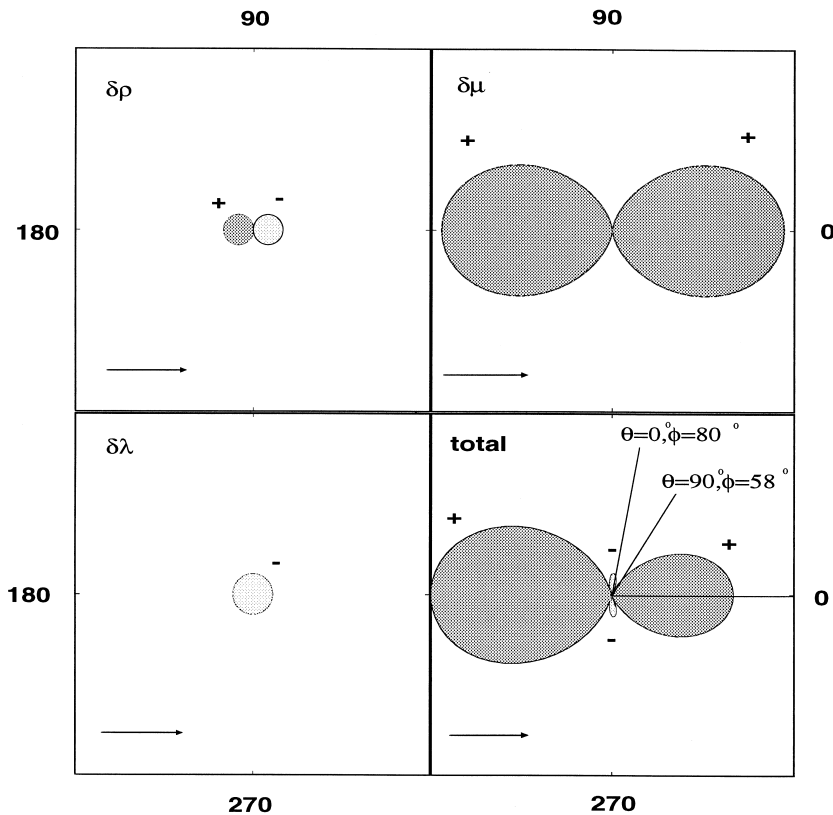 90 90
δρ δμ
+ +
+ -
180 0
δλ total
θ=0°,ϕ=80 °
θ=90°,ϕ=58 °
+
- - +
180 0
-
270 270